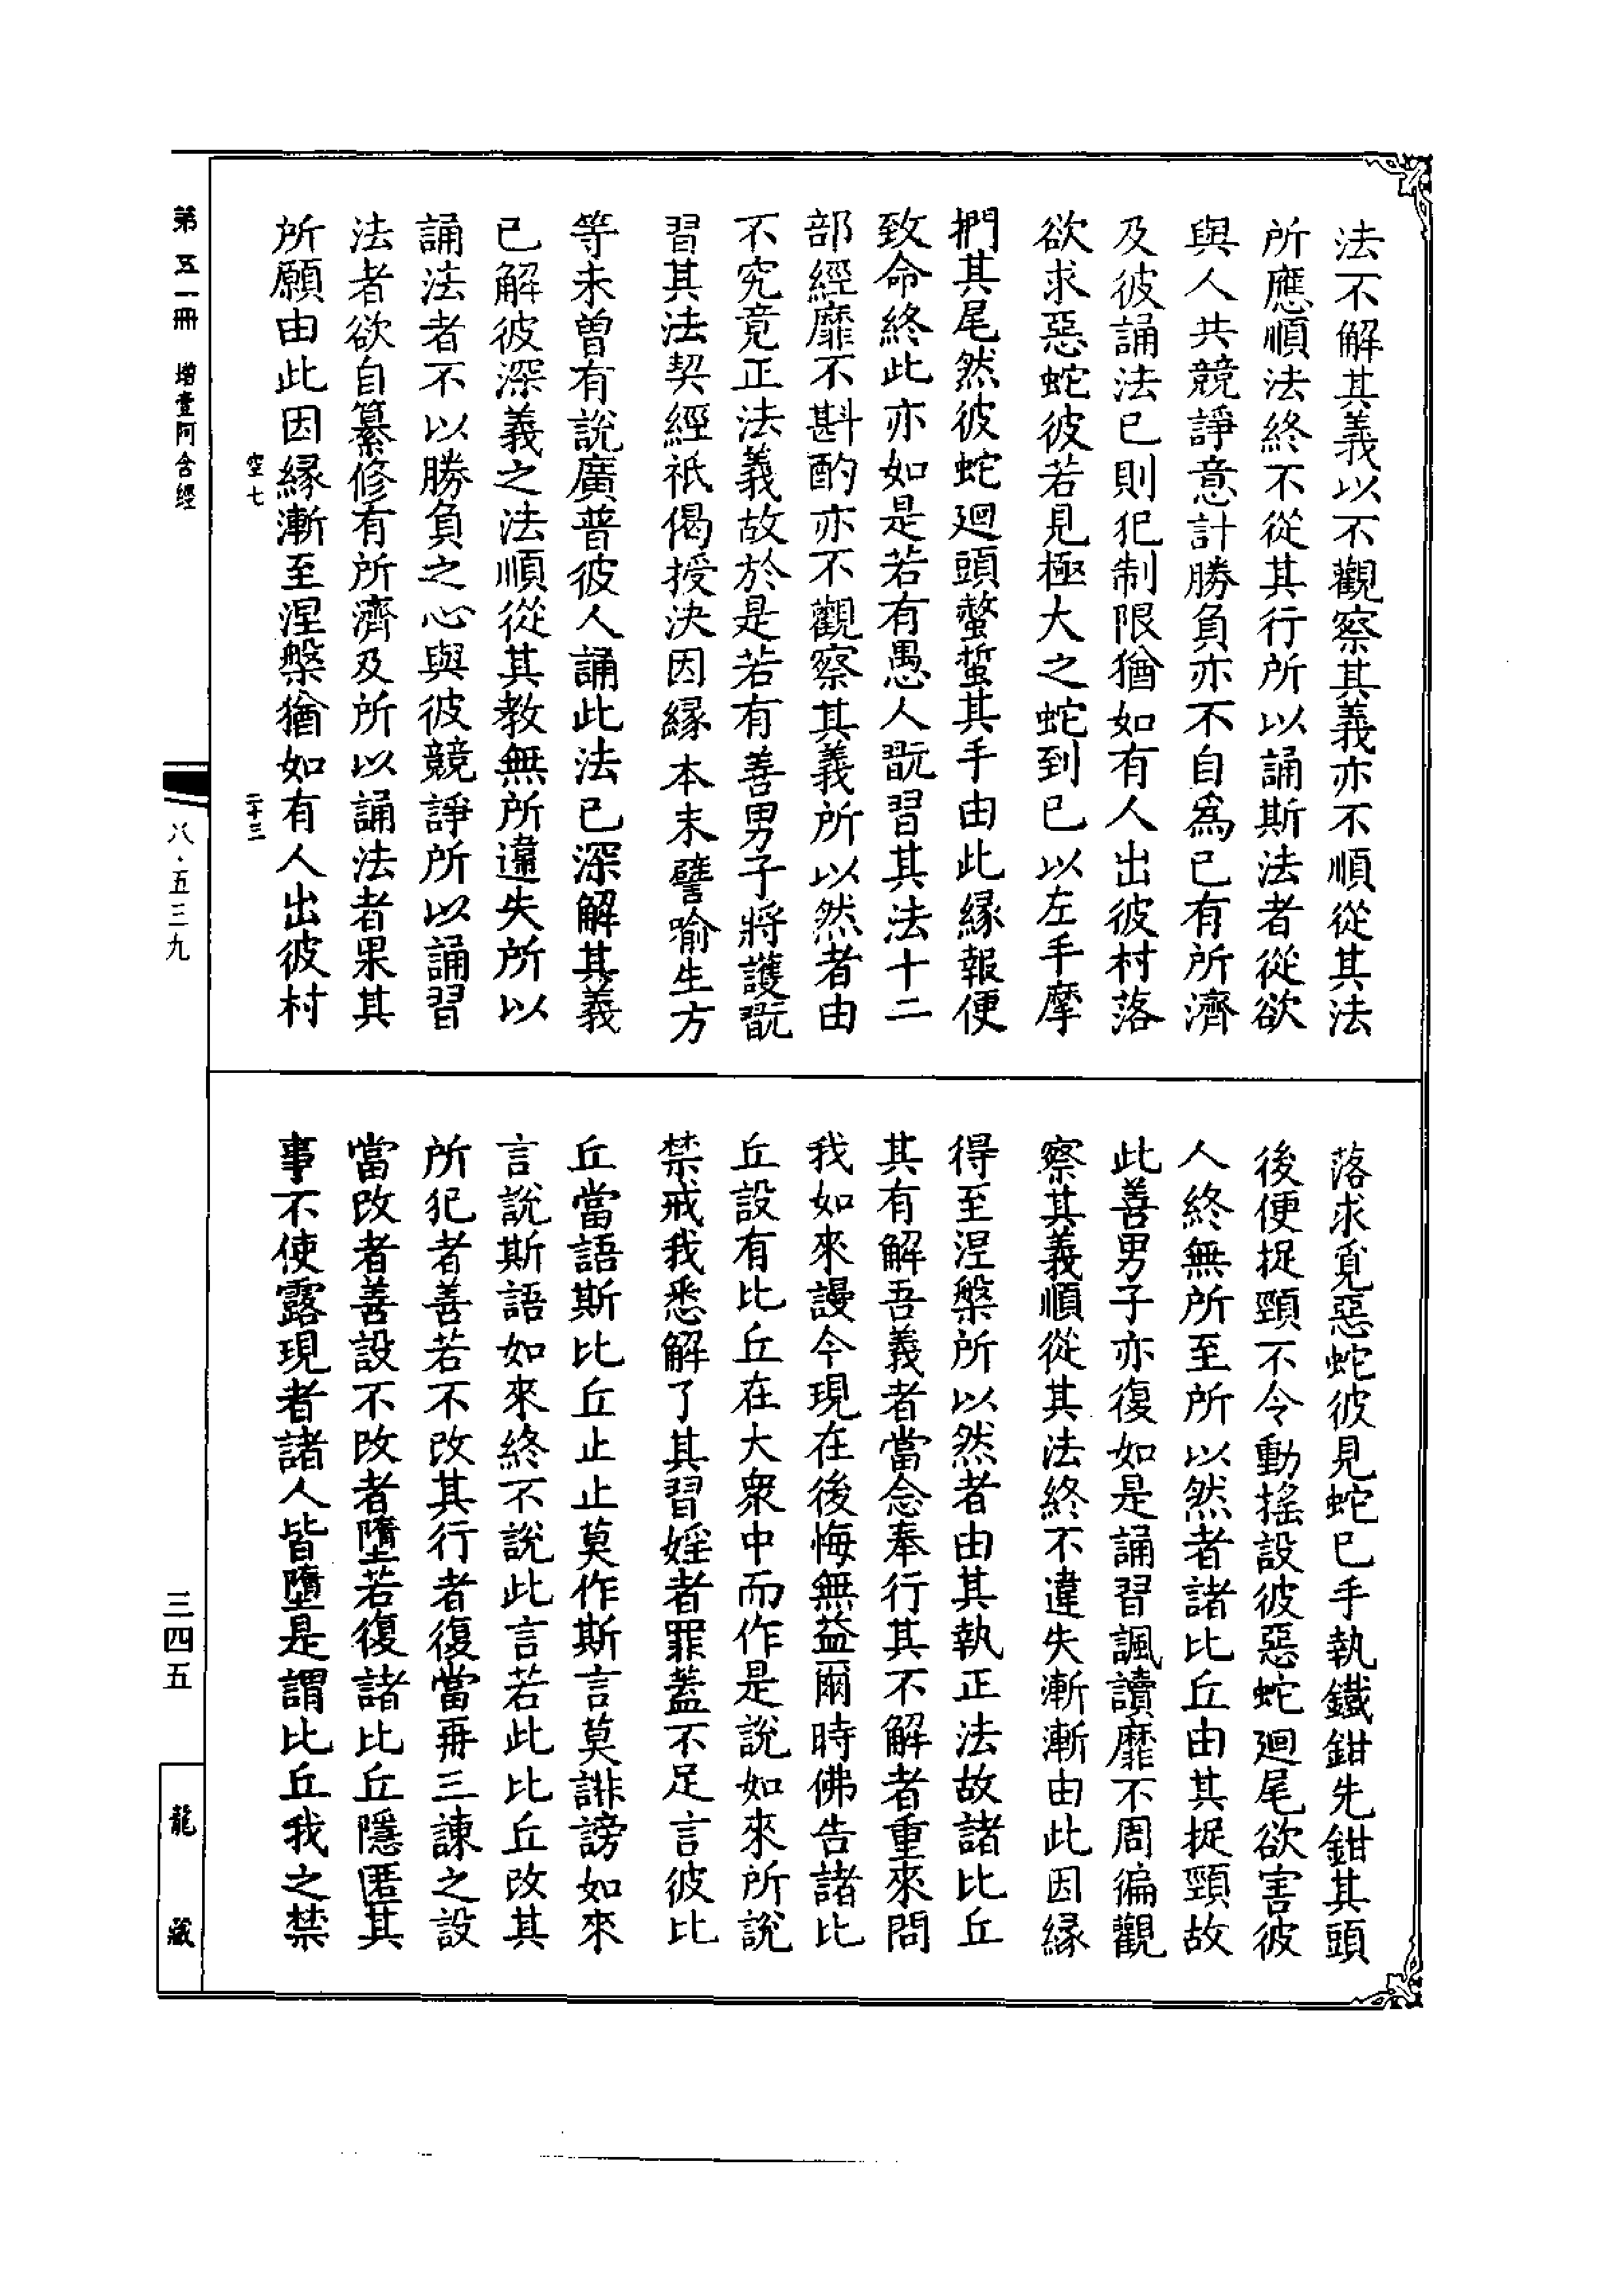 法不解其義以不觀察其義亦不順從其法
所應順法終不從其行所以誦斯法者從欲
與人共競諍意計勝負亦不自為已有所濟
及彼誦法已則犯制限猶如有人出彼村落
欲求惡蛇彼若見極大之蛇到已以左手摩
捫其尾然彼蛇廻頭螫蜇其手由此緣報便
致命終此亦如是若有愚人翫習其法十二
部經靡不斟酌亦不觀察其義所以然者由
不究竟正法義故於是若有善男子將護翫
習其法契經祇偈授決因緣本末譬喻生方
等未曾有說廣普彼人誦此法已深解其義
已解彼深義之法順從其教無所違失所以
誦法者不以勝負之心與彼競諍所以誦習
法者欲自纂修有所濟及所以誦法者果其
所願由此因緣漸至涅槃猶如有人出彼村
落求覓惡蛇彼見蛇已手執鐵鉗先鉗其頭
後便捉頸不令動搖設彼惡蛇廻尾欲害彼
人終無所至所以然者諸比丘由其捉頸故
此善男子亦復如是誦習諷讀靡不周徧觀
察其義順從其法終不違失漸漸由此因緣
得至涅槃所以然者由其執正法故諸比丘
其有解吾義者當念奉行其不解者重來問
我如來謾今現在後悔無益爾時佛告諸比
丘設有比丘在大眾中而作是說如來所說
禁戒我悉解了其習婬者罪蓋不足言彼比
丘當語斯比丘止止莫作斯言莫誹謗如來
言說斯語如來終不說此言若此比丘改其
所犯者善若不改其行者復當再三諫之設
當改者善設不改者墮若復諸比丘隱匿其
事不使露現者諸人皆墮是謂比丘我之禁
空七
二十三
第五一冊
增壹阿含經
八·五三九
三四五
龍藏